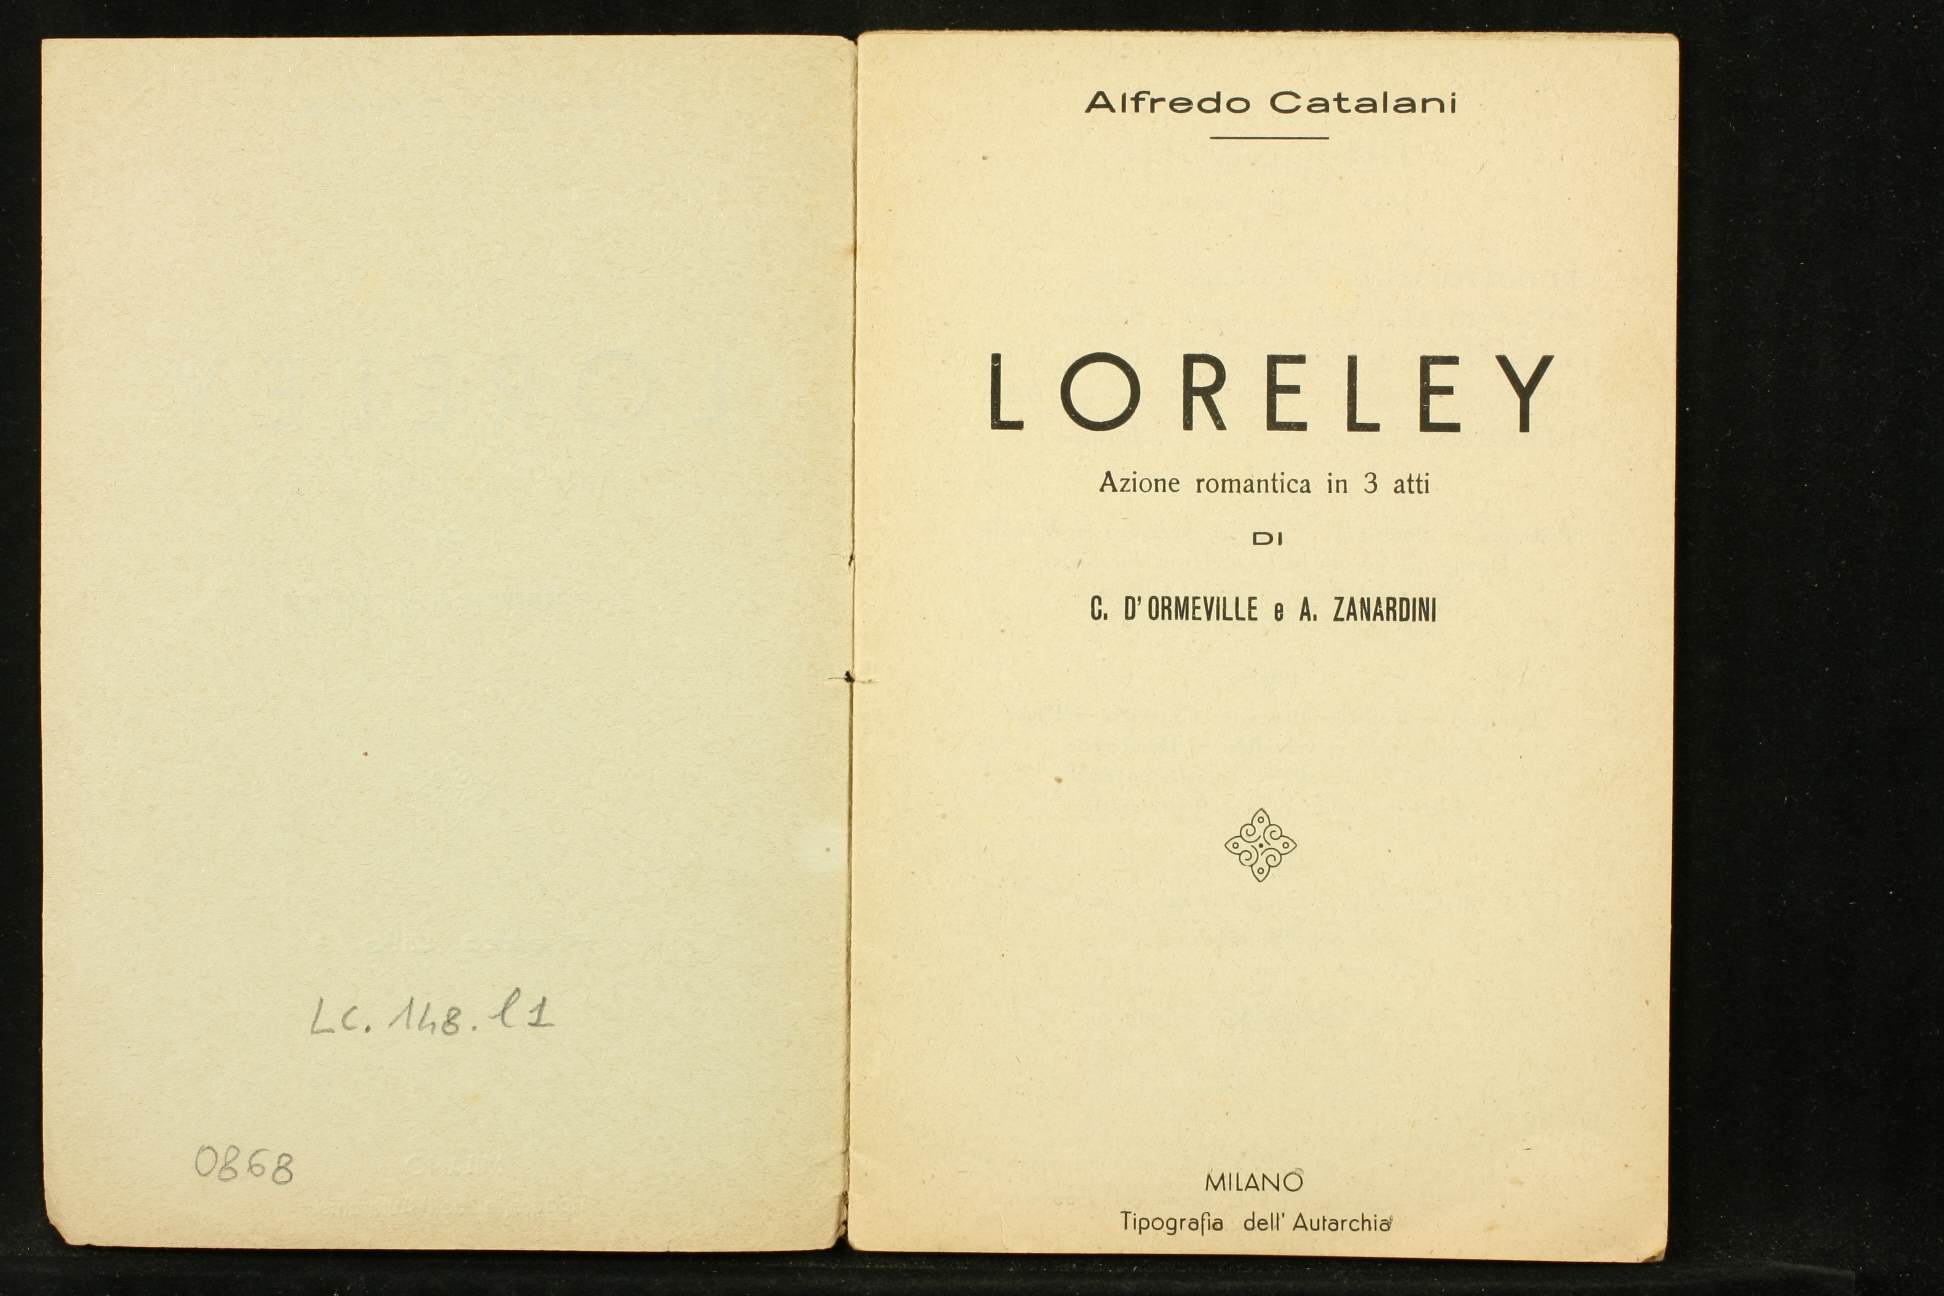 LC. 148. l1
0868
Alfredo Catalani
LORELEY
Azione romantica in 3 atti
DI
C. D'ORMEVILLE e A. ZANARDINI
MILANO
Tipografia dell' Autarchia